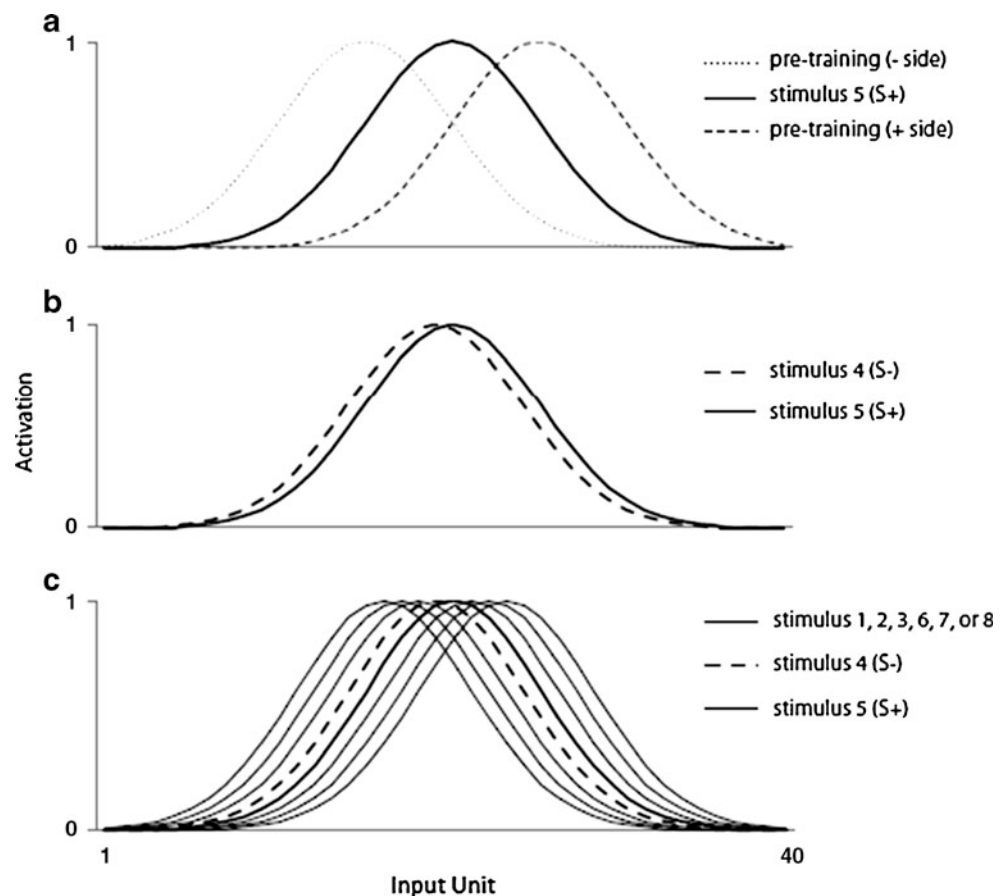 a
1
0
pre-training (- side)
stimulus 5 (S+)
pre-training (+ side)
b
1
0
stimulus 4 (S-)
stimulus 5 (S+)
Activation
c
1
0
stimulus 1, 2, 3, 6, 7, or 8
stimulus 4 (S-)
stimulus 5 (S+)
1
40
Input Unit